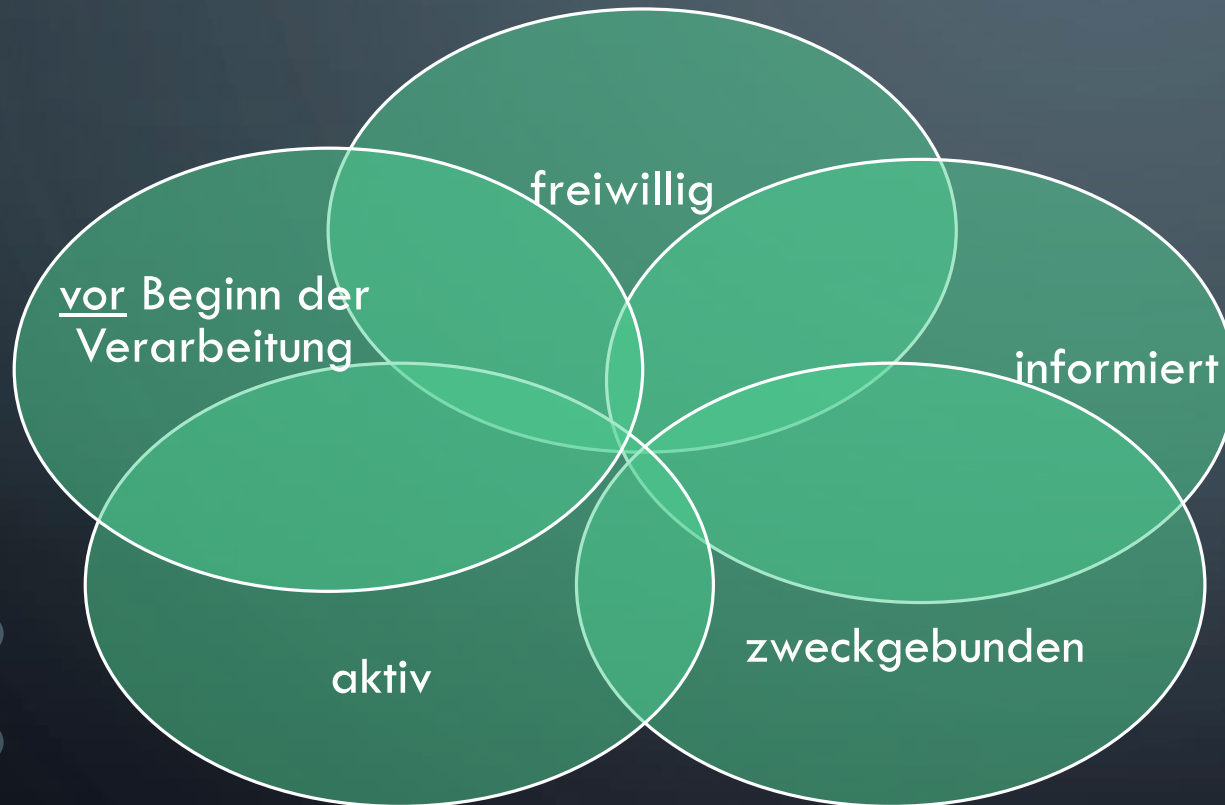 freiwillig
vor Beginn der
Verarbeitung
informiert
aktiv
zweckgebunden